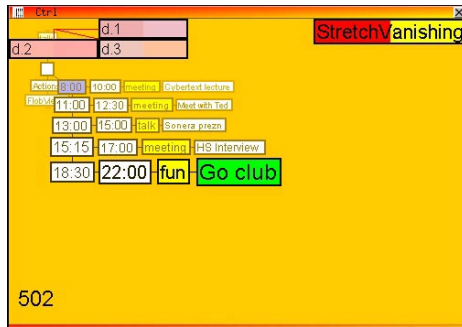 Ctrl
d.1
StretchVanishing
d.2
d.3
Action 8:00 10:00 meeting Cybertext lecture
11:00 12:30 meeting Meet with Ted
13:00 15:00 talk Sonera prezn
15:15 17:00 meeting HS Interview
18:30 22:00 fun Go club
502